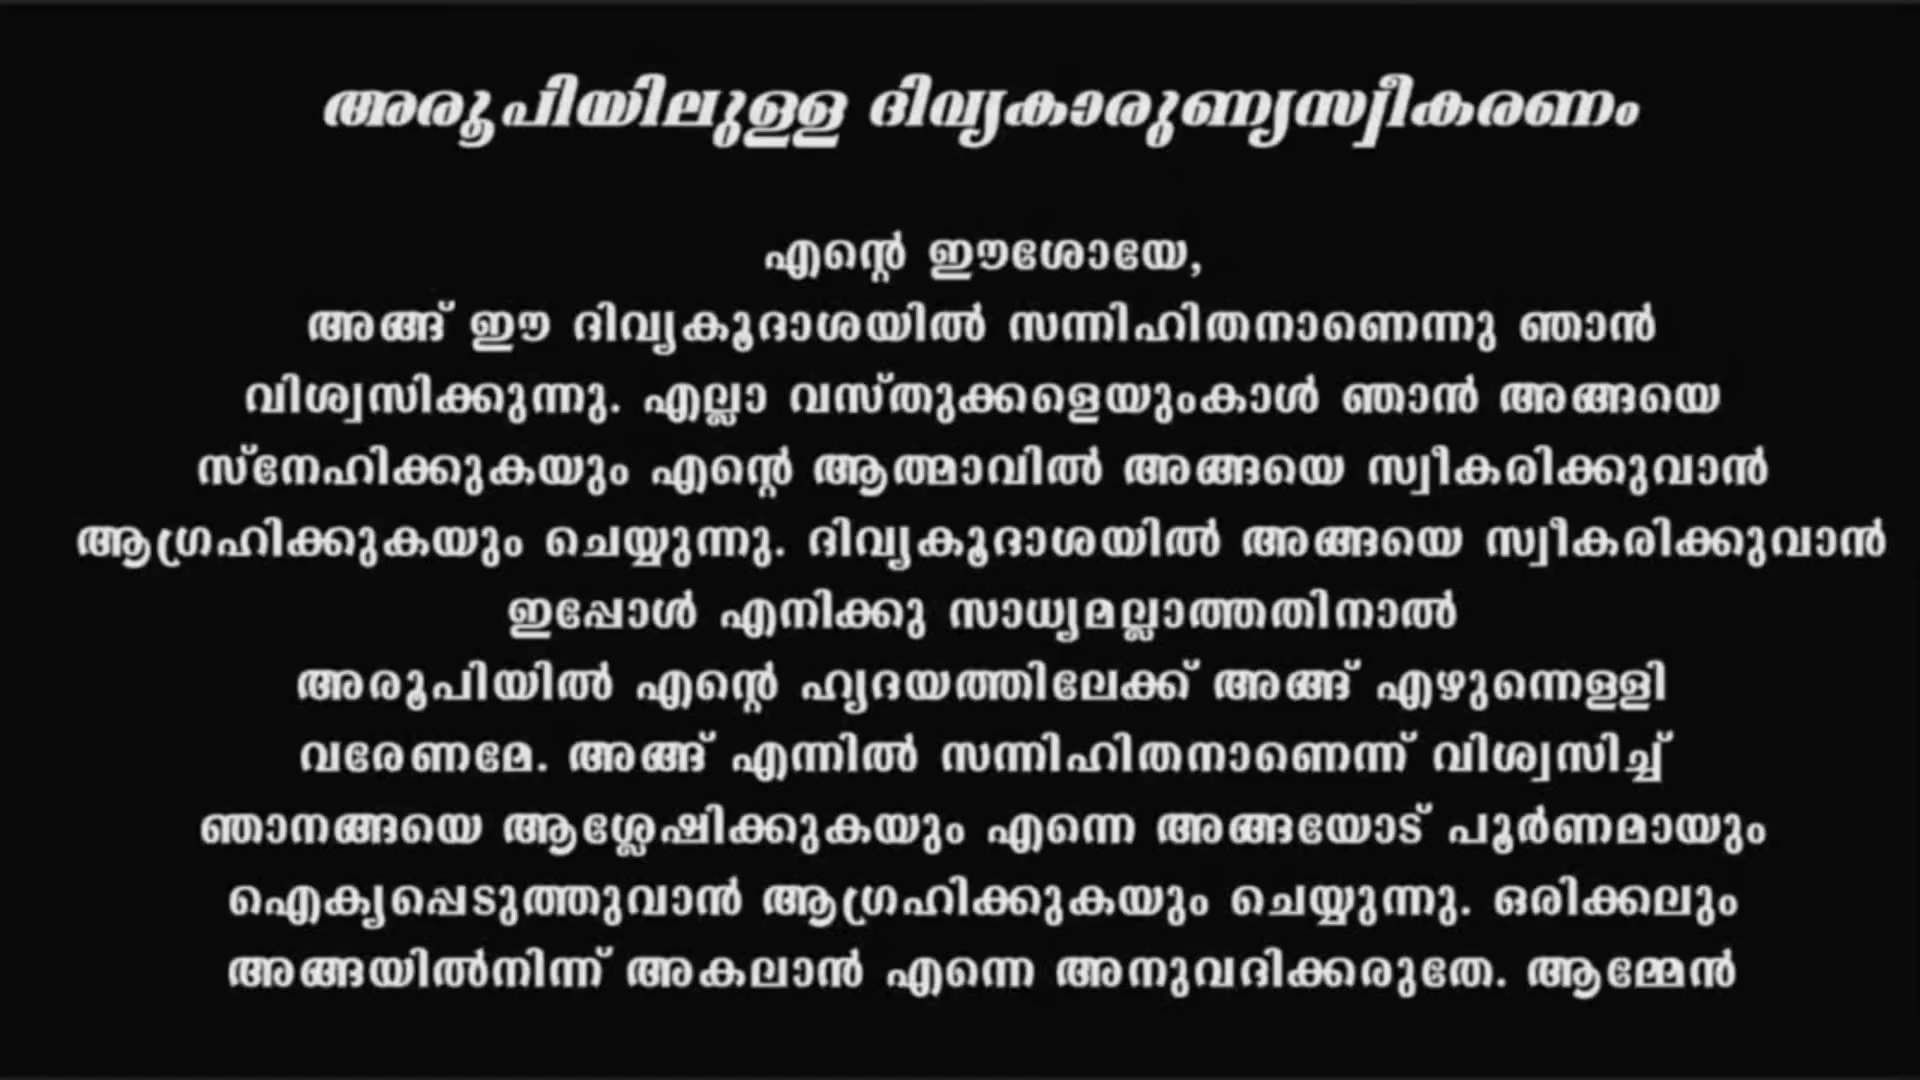 അരൂപിയിലുള്ള ദിവ്യകാരുണ്യസ്വീകരണം
എന്റെ ഈശോയേ,
അങ്ങ് ഈ ദിവ്യകൂദാശയിൽ സന്നിഹിതനാണെന്നു ഞാൻ
വിശ്വസിക്കുന്നു. എല്ലാ വസ്തുക്കളെയുംകാൾ ഞാൻ അങ്ങയെ
സ്നേഹിക്കുകയും എന്റെ ആത്മാവിൽ അങ്ങയെ സ്വീകരിക്കുവാൻ
ആഗ്രഹിക്കുകയും ചെയ്യുന്നു. ദിവ്യകൂദാശയിൽ അങ്ങയെ സ്വീകരിക്കുവാൻ
ഇപ്പോൾ എനിക്കു സാധ്യമല്ലാത്തതിനാൽ
അരൂപിയിൽ എന്റെ ഹൃദയത്തിലേക്ക് അങ്ങ് എഴുന്നെള്ളി
വരേണമേ. അങ്ങ് എന്നിൽ സന്നിഹിതനാണെന്ന് വിശ്വസിച്ച്
ഞാനങ്ങയെ ആശ്ലേഷിക്കുകയും എന്നെ അങ്ങയോട് പൂർണമായും
ഐക്യപ്പെടുത്തുവാൻ ആഗ്രഹിക്കുകയും ചെയ്യുന്നു. ഒരിക്കലും
അങ്ങയിൽനിന്ന് അകലാൻ എന്നെ അനുവദിക്കരുതേ. ആമ്മേൻ